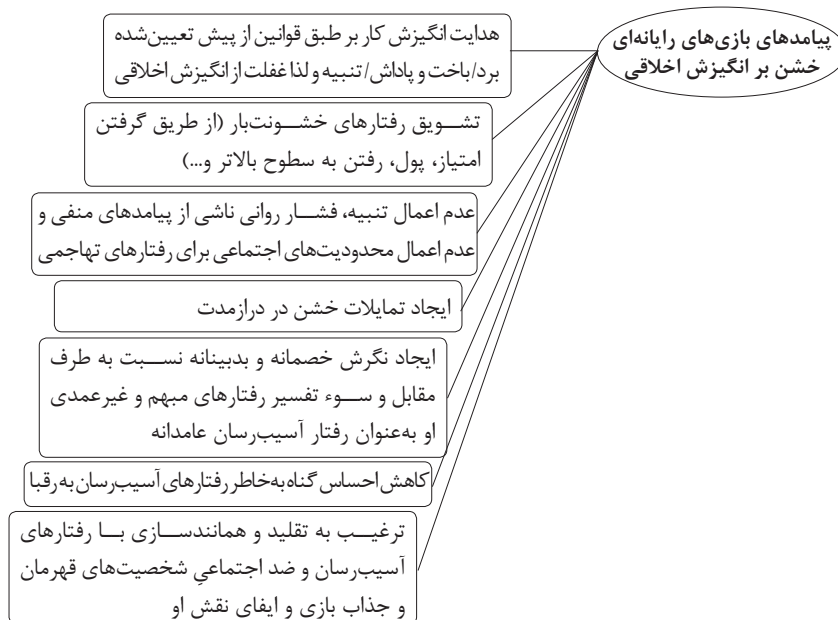 پیامدهای بازی‌های رایانه‌ای
خشن بر انگیزش اخلاقی
هدایت انگیزش کار بر طبق قوانین از پیش تعیین‌شده
برد/باخت و پاداش/تنبیه و لذا غفلت از انگیزش اخلاقی
تشویق رفتارهای خشونت‌بار (از طریق گرفتن
امتیاز، پول، رفتن به سطوح بالاتر و...)
عدم اعمال تنبیه، فشار روانی ناشی از پیامدهای منفی و
عدم اعمال محدودیت‌های اجتماعی برای رفتارهای تهاجمی
ایجاد تمایلات خشن در درازمدت
ایجاد نگرش خصمانه و بدبینانه نسبت به طرف
مقابل و سوء تفسیر رفتارهای مبهم و غیرعمدی
او به‌عنوان رفتار آسیب‌رسان عامدانه
کاهش احساس گناه به‌خاطر رفتارهای آسیب‌رسان به رقبا
ترغیب به تقلید و همانندسازی با رفتارهای
آسیب‌رسان و ضد اجتماعیِ شخصیت‌های قهرمان
و جذاب بازی و ایفای نقش او